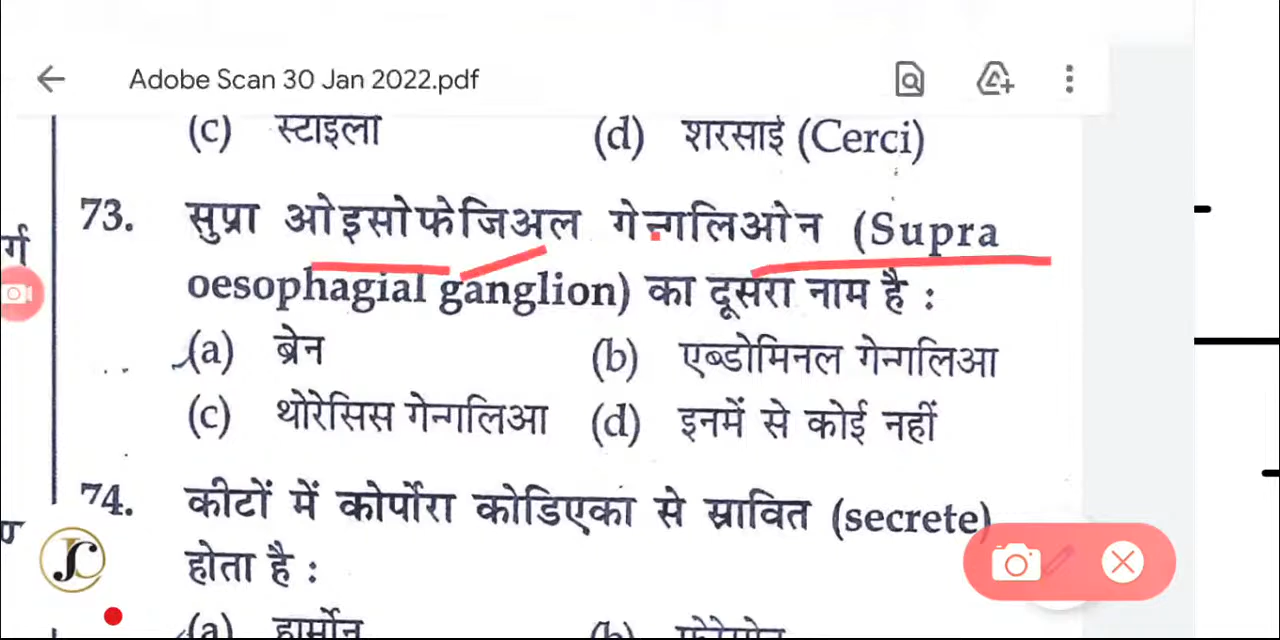 Adobe Scan 30 Jan 2022.pdf
(c) स्टाइला (d) शरसाई (Cerci)
73. सुप्रा ओइसोफेजिअल गेन्गलिओन (Supra
oesophagial ganglion) का दूसरा नाम है :
(a) ब्रेन (b) एब्डोमिनल गेन्गलिआ
(c) थोरेसिस गेन्गलिआ (d) इनमें से कोई नहीं
74. कीटों में कोर्पोरा कोडिएका से स्रावित (secrete)
होता है :
(a) हार्मोन (b)
र्ग